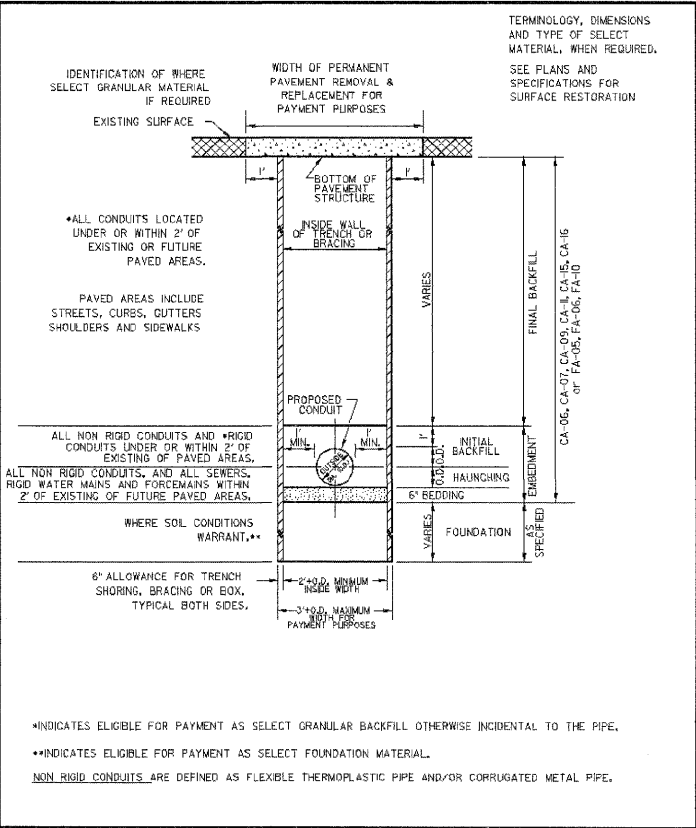 TERMINOLOGY, DIMENSIONS
AND TYPE OF SELECT
MATERIAL, WHEN REQUIRED.
SEE PLANS AND
SPECIFICATIONS FOR
SURFACE RESTORATION
WIDTH OF PERMANENT
PAVEMENT REMOVAL &
REPLACEMENT FOR
PAYMENT PURPOSES
IDENTIFICATION OF WHERE
SELECT GRANULAR MATERIAL
IF REQUIRED
EXISTING SURFACE
1'
1'
BOTTOM OF
PAVEMENT
STRUCTURE
INSIDE WALL
OF TRENCH OR
BRACING
*ALL CONDUITS LOCATED
UNDER OR WITHIN 2' OF
EXISTING OR FUTURE
PAVED AREAS.
PAVED AREAS INCLUDE
STREETS, CURBS, GUTTERS
SHOULDERS AND SIDEWALKS
VARIES
FINAL BACKFILL
CA-06, CA-07, CA-09, CA-11, CA-15, CA-16
or FA-05, FA-06, FA-10
PROPOSED
CONDUIT
1'
MIN.
1'
MIN.
OUTSIDE
ALL NON RIGID CONDUITS AND *RIGID
CONDUITS UNDER OR WITHIN 2' OF
EXISTING OF PAVED AREAS.
ALL NON RIGID CONDUITS, AND ALL SEWERS,
RIGID WATER MAINS AND FORCEMAINS WITHIN
2' OF EXISTING OF FUTURE PAVED AREAS.
1'
O.D.
O.D.
INITIAL
BACKFILL
HAUNCHING
6" BEDDING
EMBEDMENT
WHERE SOIL CONDITIONS
WARRANT.**
VARIES
FOUNDATION
AS
SPECIFIED
6" ALLOWANCE FOR TRENCH
SHORING, BRACING OR BOX,
TYPICAL BOTH SIDES.
2'+O.D. MINIMUM
INSIDE WIDTH
3'+O.D. MAXIMUM
WIDTH FOR
PAYMENT PURPOSES
*INDICATES ELIGIBLE FOR PAYMENT AS SELECT GRANULAR BACKFILL OTHERWISE INCIDENTAL TO THE PIPE.
**INDICATES ELIGIBLE FOR PAYMENT AS SELECT FOUNDATION MATERIAL.
NON RIGID CONDUITS ARE DEFINED AS FLEXIBLE THERMOPLASTIC PIPE AND/OR CORRUGATED METAL PIPE.